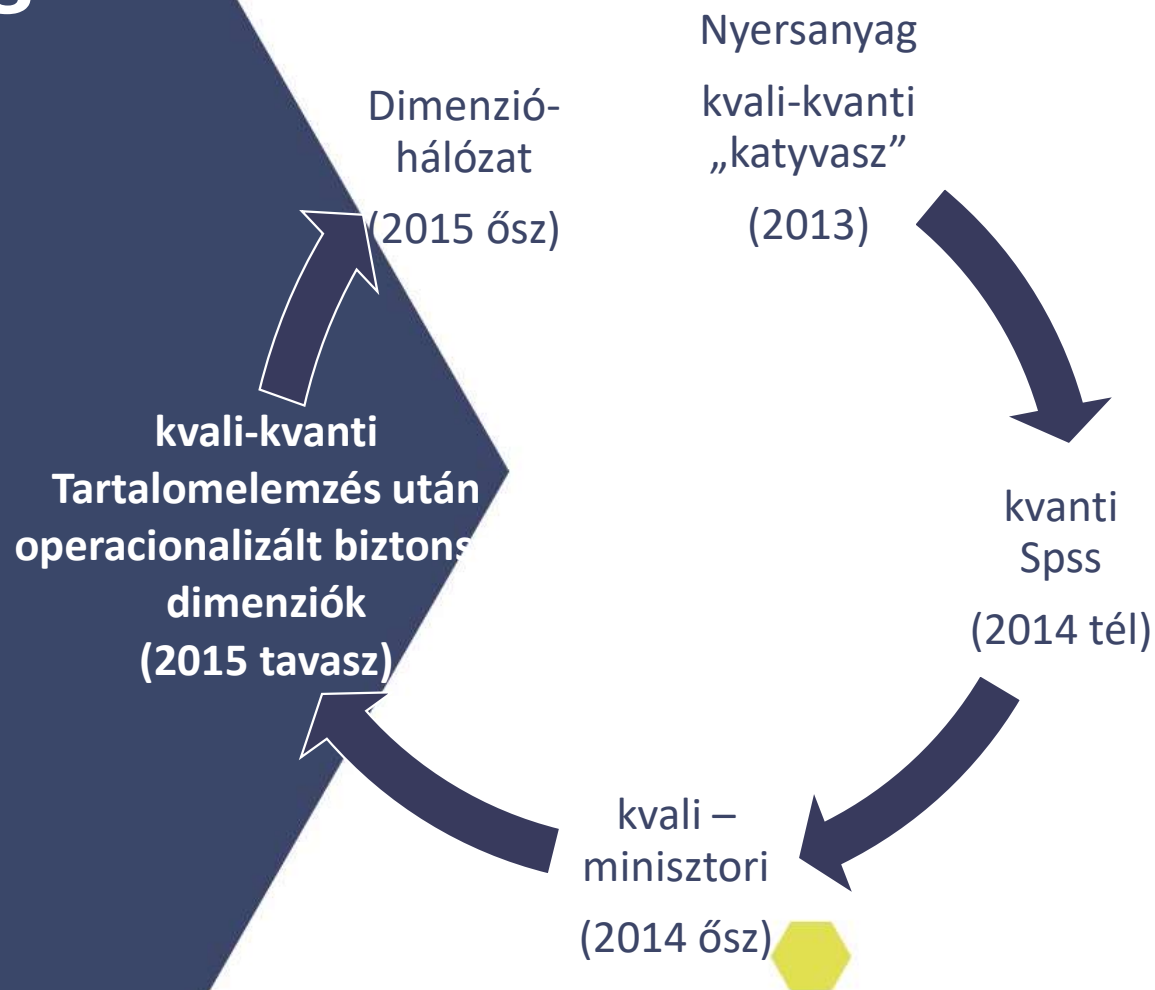 Nyersanyag
kvali-kvanti
„katyvasz”
(2013)
kvanti
Spss
(2014 tél)
kvali –
minisztori
(2014 ősz)
kvali-kvanti
Tartalomelemzés után
operacionalizált
dimenziók
(2015 tavasz)
Dimenzió-
hálózat
(2015 ősz)